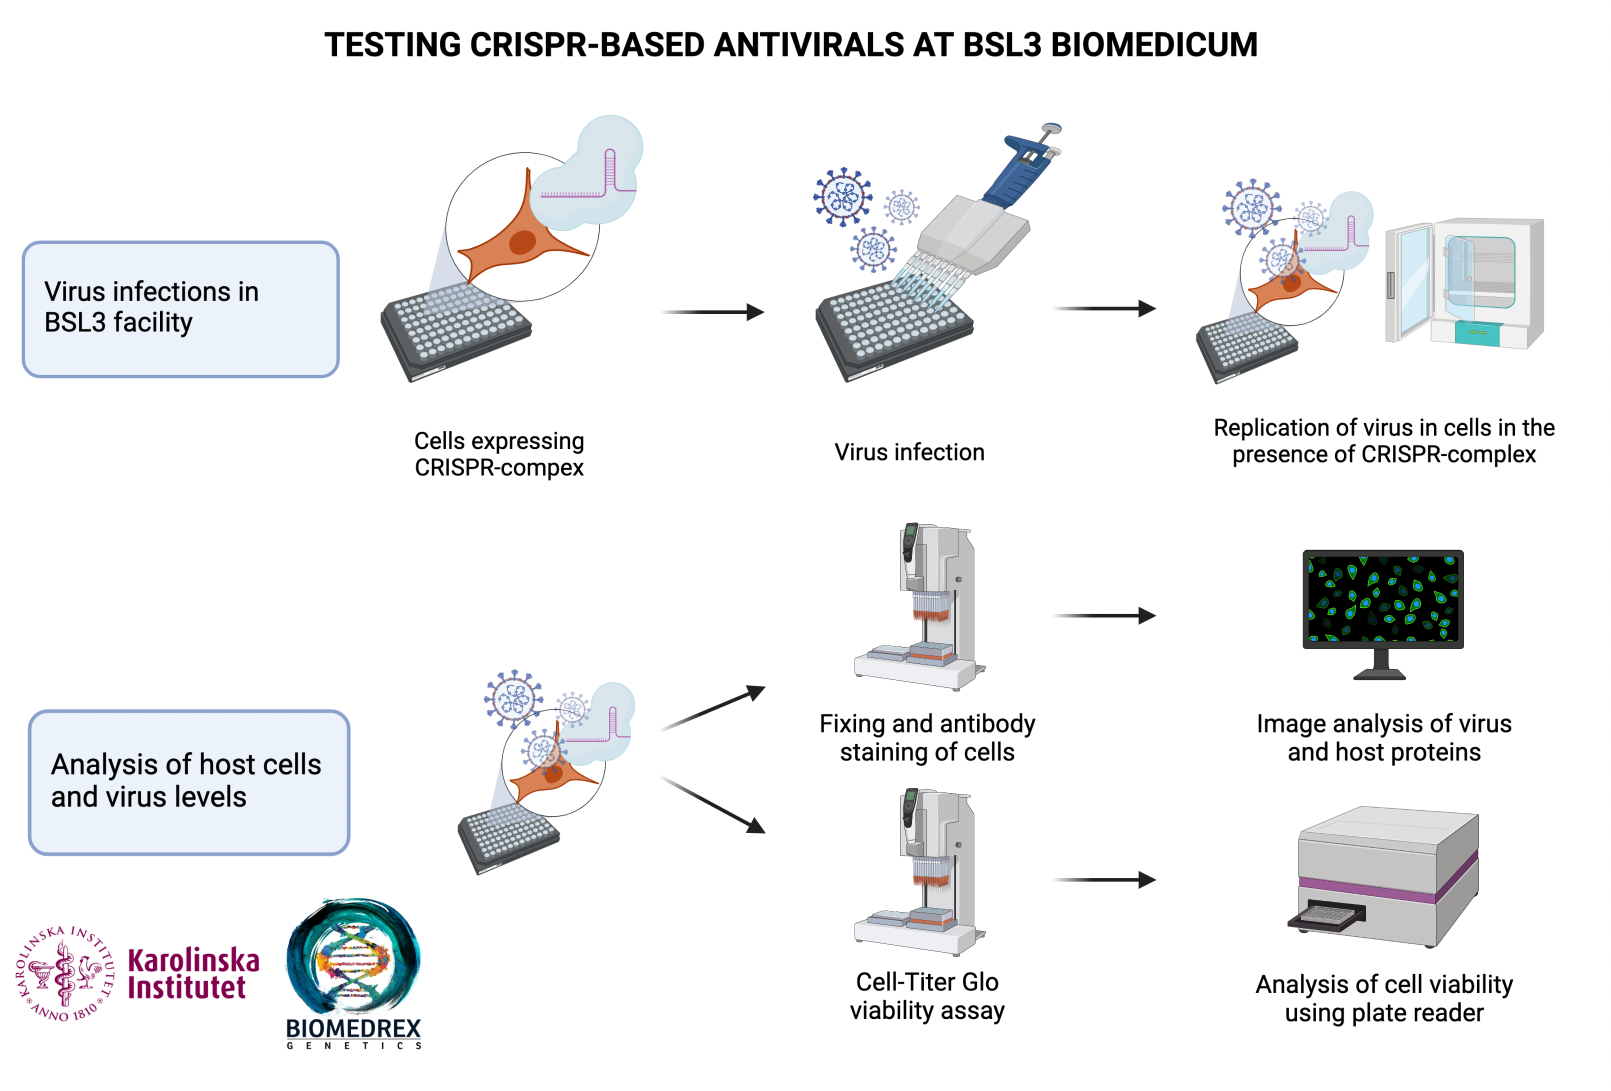 TESTING CRISPR-BASED ANTIVIRALS AT BSL3 BIOMEDICUM
Virus infections in
BSL3 facility
Cells expressing
CRISPR-compex
Virus infection
Replication of virus in cells in the
presence of CRISPR-complex
Analysis of host cells
and virus levels
Fixing and antibody
staining of cells
Image analysis of virus
and host proteins
Cell-Titer Glo
viability assay
Analysis of cell viability
using plate reader
KAROLINSKA INSTITUTET
ANNO 1810
Karolinska
Institutet
BIOMEDREX
GENETICS